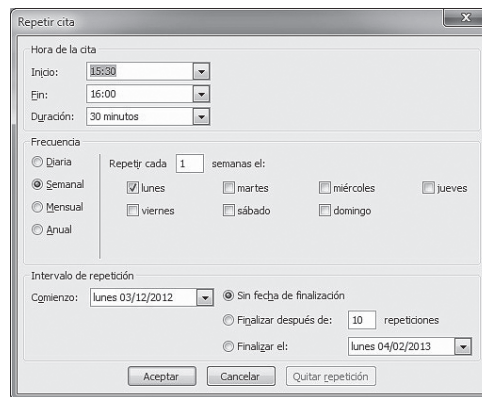 Repetir cita
Hora de la cita
Inicio: 15:30
Fin: 16:00
Duración: 30 minutos
Frecuencia
Diaria Repetir cada 1 semanas el:
Semanal lunes martes miércoles jueves
Mensual viernes sábado domingo
Anual
Intervalo de repetición
Comienzo: lunes 03/12/2012 Sin fecha de finalización
Finalizar después de: 10 repeticiones
Finalizar el: lunes 04/02/2013
Aceptar Cancelar Quitar repetición